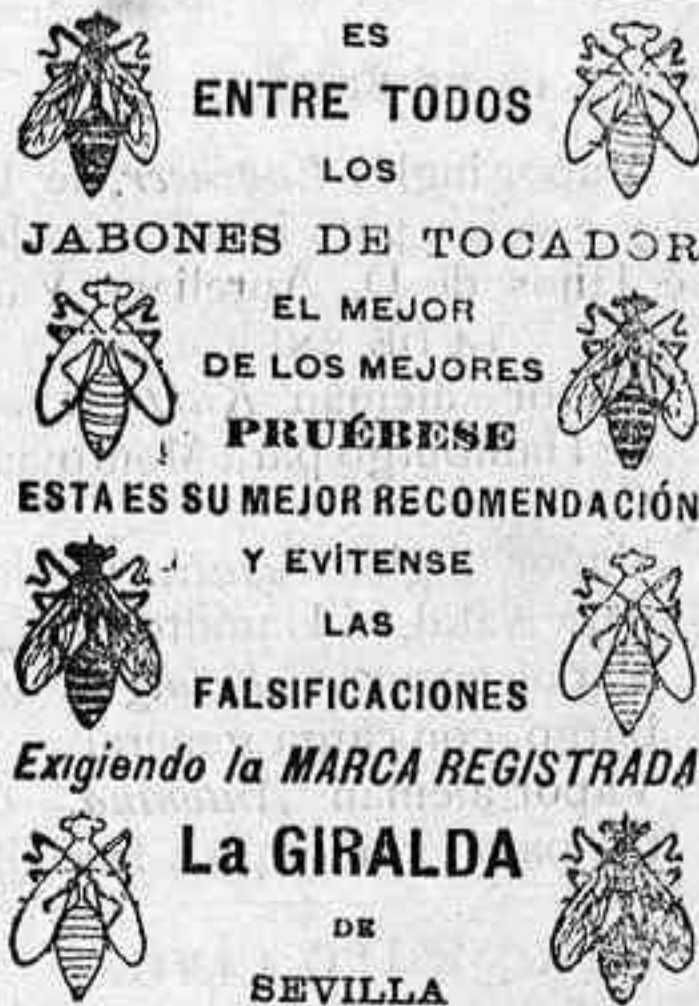 ES
ENTRE TODOS
LOS
JABONES DE TOCADOR
EL MEJOR
DE LOS MEJORES
PRUÉBESE
ESTA ES SU MEJOR RECOMENDACIÓN
Y EVÍTENSE
LAS
FALSIFICACIONES
Exigiendo la MARCA REGISTRADA
La GIRALDA
DE
SEVILLA